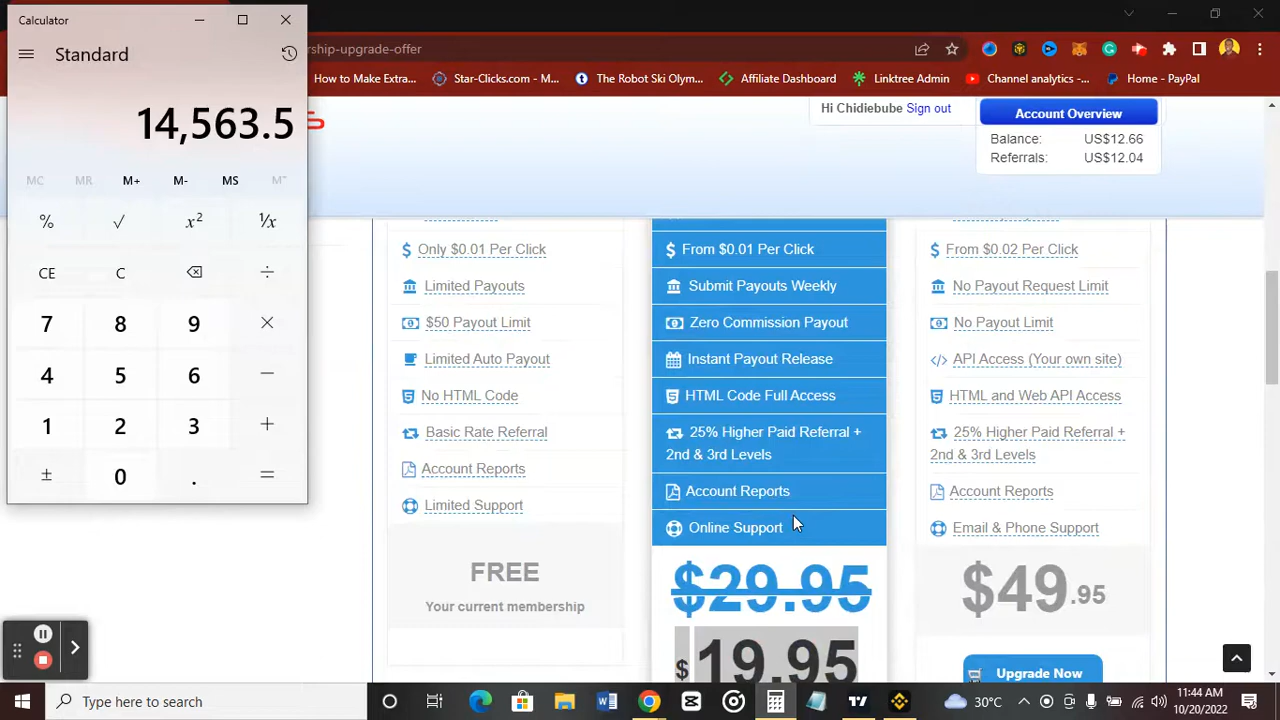 Calculator
Standard
14,563.5
MC MR M+ M- MS M˅
% √ x² ¹/x
CE C ÷
7 8 9 ×
4 5 6 −
1 2 3 +
± 0 . =
rship-upgrade-offer
How to Make Extra...
Star-Clicks.com - M...
The Robot Ski Olym...
Affiliate Dashboard
Linktree Admin
Channel analytics -...
Home - PayPal
Hi Chidiebube Sign out
Account Overview
Balance: US$12.66
Referrals: US$12.04
Only $0.01 Per Click
Limited Payouts
$50 Payout Limit
Limited Auto Payout
No HTML Code
Basic Rate Referral
Account Reports
Limited Support
FREE
Your current membership
From $0.01 Per Click
Submit Payouts Weekly
Zero Commission Payout
Instant Payout Release
HTML Code Full Access
25% Higher Paid Referral +
2nd & 3rd Levels
Account Reports
Online Support
$29.95
$19.95
From $0.02 Per Click
No Payout Request Limit
No Payout Limit
API Access (Your own site)
HTML and Web API Access
25% Higher Paid Referral +
2nd & 3rd Levels
Account Reports
Email & Phone Support
$49.95
Upgrade Now
Type here to search
30°C
11:44 AM
10/20/2022